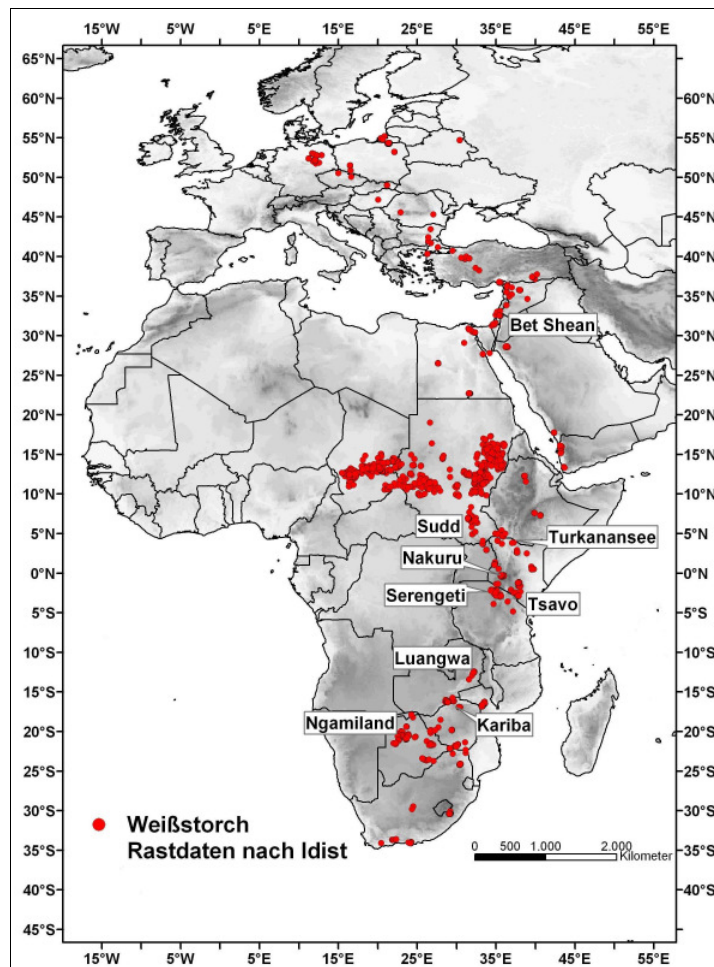 15°W 5°W 5°E 15°E 25°E 35°E 45°E 55°E
65°N 65°N
60°N 60°N
55°N 55°N
50°N 50°N
45°N 45°N
40°N 40°N
35°N 35°N
Bet Shean
30°N 30°N
25°N 25°N
20°N 20°N
15°N 15°N
10°N 10°N
5°N Sudd Turkanansee 5°N
Nakuru
0°N 0°N
Serengeti Tsavo
5°S 5°S
10°S 10°S
Luangwa
15°S 15°S
Ngamiland Kariba
20°S 20°S
25°S 25°S
30°S 30°S
Weißstorch
Rastdaten nach Idist
0 500 1.000 2.000
Kilometer
35°S 35°S
40°S 40°S
45°S 45°S
15°W 5°W 5°E 15°E 25°E 35°E 45°E 55°E